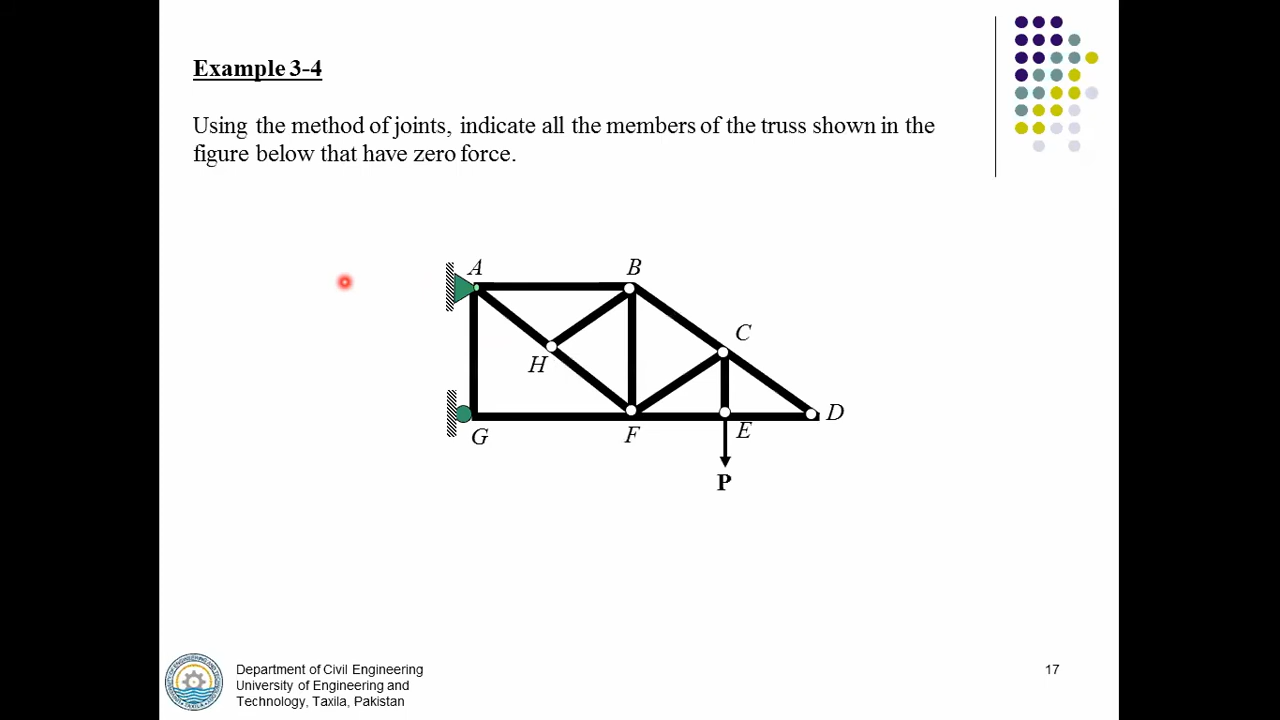 Example 3-4
Using the method of joints, indicate all the members of the truss shown in the
figure below that have zero force.
A
B
C
H
D
G
F
E
P
Department of Civil Engineering
University of Engineering and
Technology, Taxila, Pakistan
17